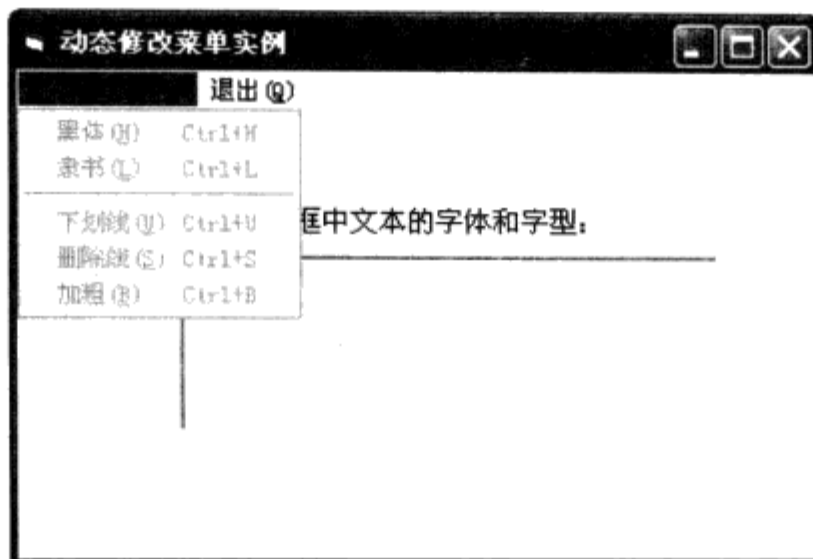 动态修改菜单实例
退出(Q)
黑体(H) Ctrl+H
隶书(L) Ctrl+L
下划线(U) Ctrl+U
框中文本的字体和字型:
删除线(S) Ctrl+S
加粗(B) Ctrl+B